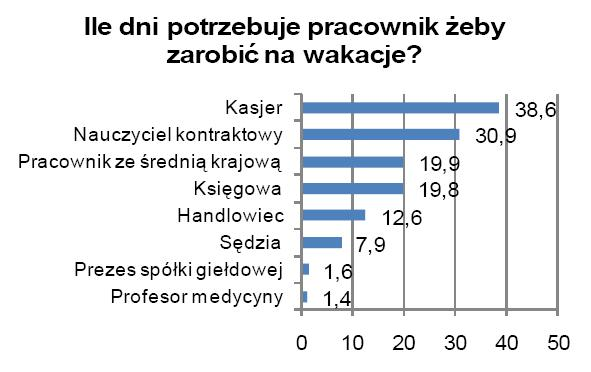 Ile dni potrzebuje pracownik żeby
zarobić na wakacje?
Kasjer 38,6
Nauczyciel kontraktowy 30,9
Pracownik ze średnią krajową 19,9
Księgowa 19,8
Handlowiec 12,6
Sędzia 7,9
Prezes spółki giełdowej 1,6
Profesor medycyny 1,4
0 10 20 30 40 50